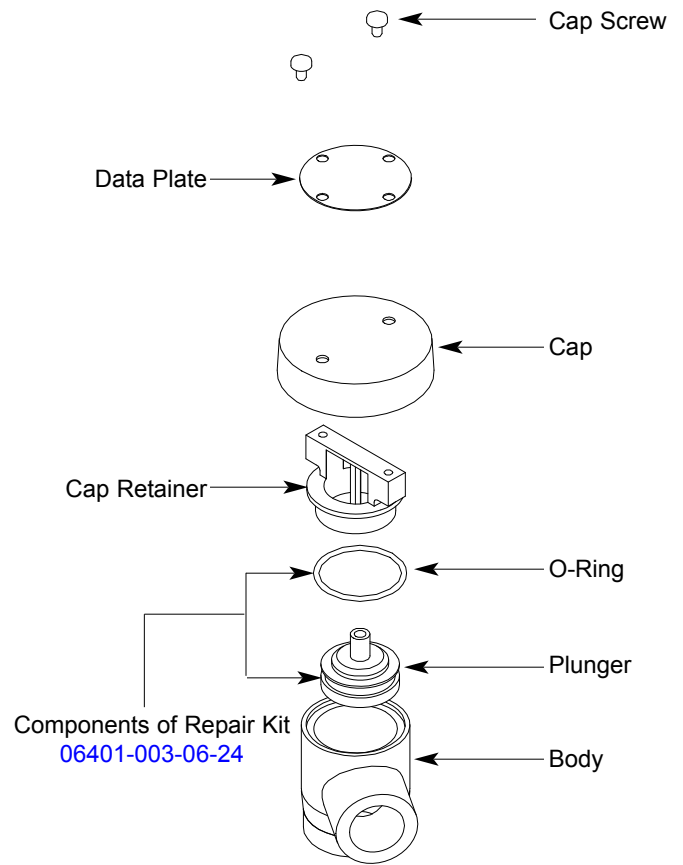 Cap Screw
Data Plate
Cap
Cap Retainer
O-Ring
Plunger
Components of Repair Kit
06401-003-06-24
Body